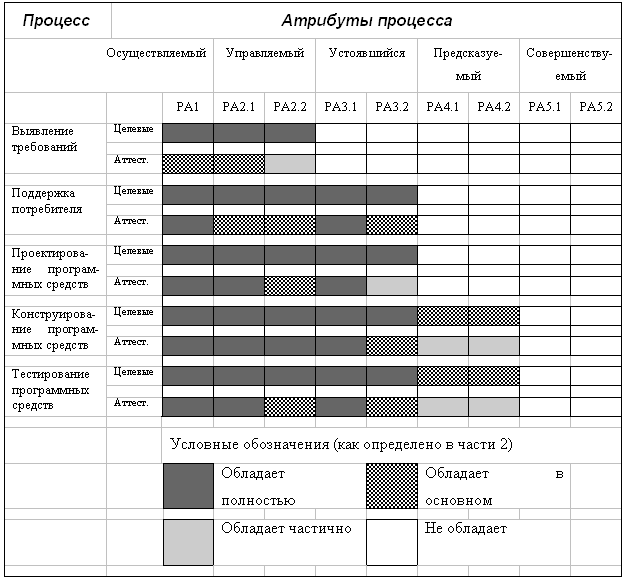 Процесс Атрибуты процесса
Осуществляемый Управляемый Устоявшийся Предсказуе- Совершенству-
мый емый
PA1 PA2.1 PA2.2 PA3.1 PA3.2 PA4.1 PA4.2 PA5.1 PA5.2
Выявление Целевые
требований
Аттест.
Поддержка Целевые
потребителя
Аттест.
Проектирова- Целевые
ние програм-
мных средств Аттест.
Конструирова- Целевые
ние програм-
мных средств Аттест.
Тестирование Целевые
программных
средств Аттест.
Условные обозначения (как определено в части 2)
Обладает Обладает в
полностью основном
Обладает частично Не обладает